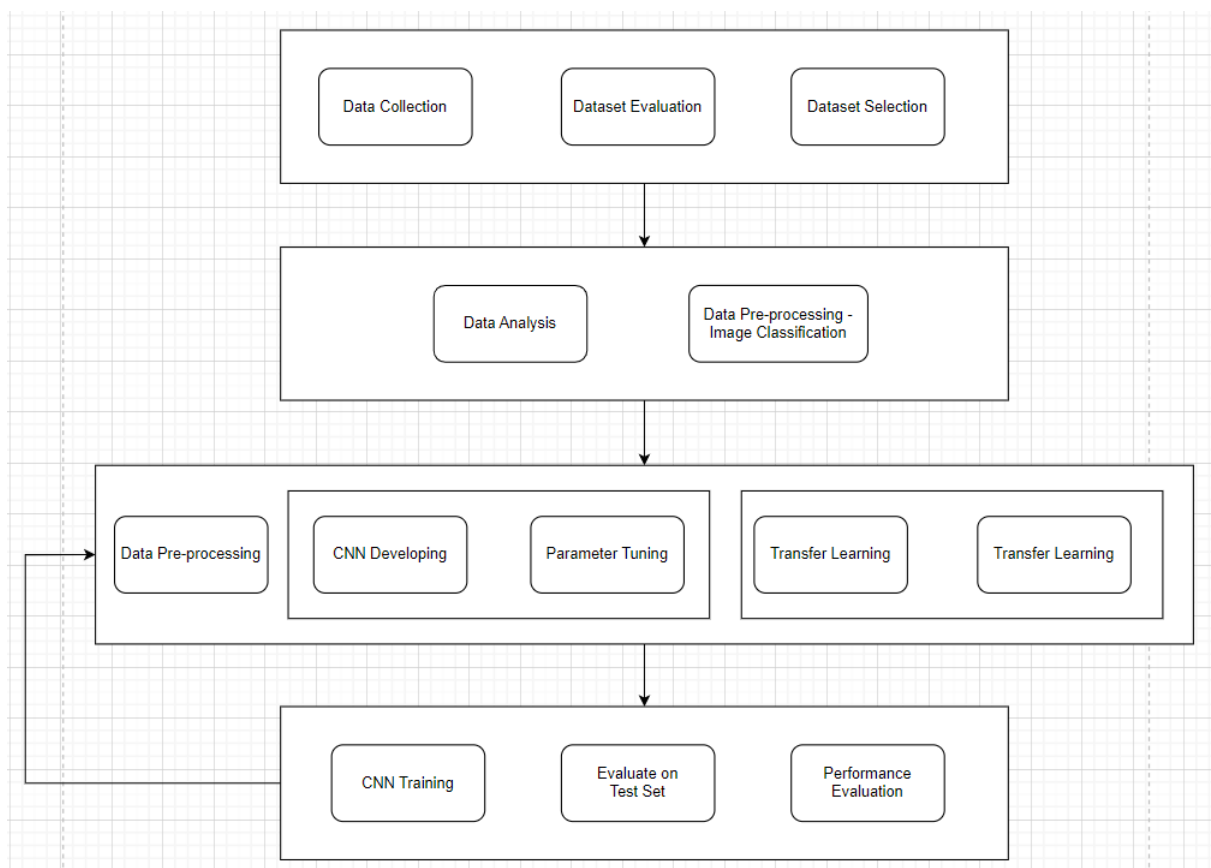 Data Collection
Dataset Evaluation
Dataset Selection
Data Analysis
Data Pre-processing -
Image Classification
Data Pre-processing
CNN Developing
Parameter Tuning
Transfer Learning
Transfer Learning
CNN Training
Evaluate on
Test Set
Performance
Evaluation